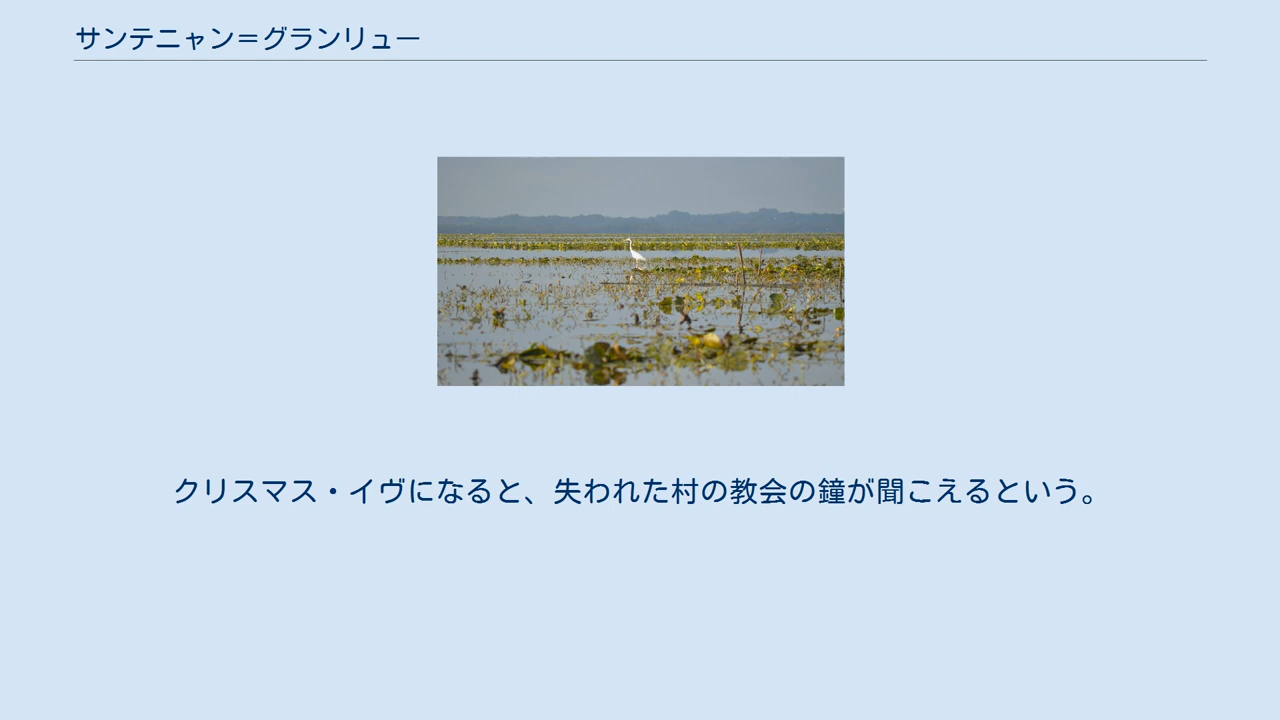 サンテニャン＝グランリュー
クリスマス・イヴになると、失われた村の教会の鐘が聞こえるという。